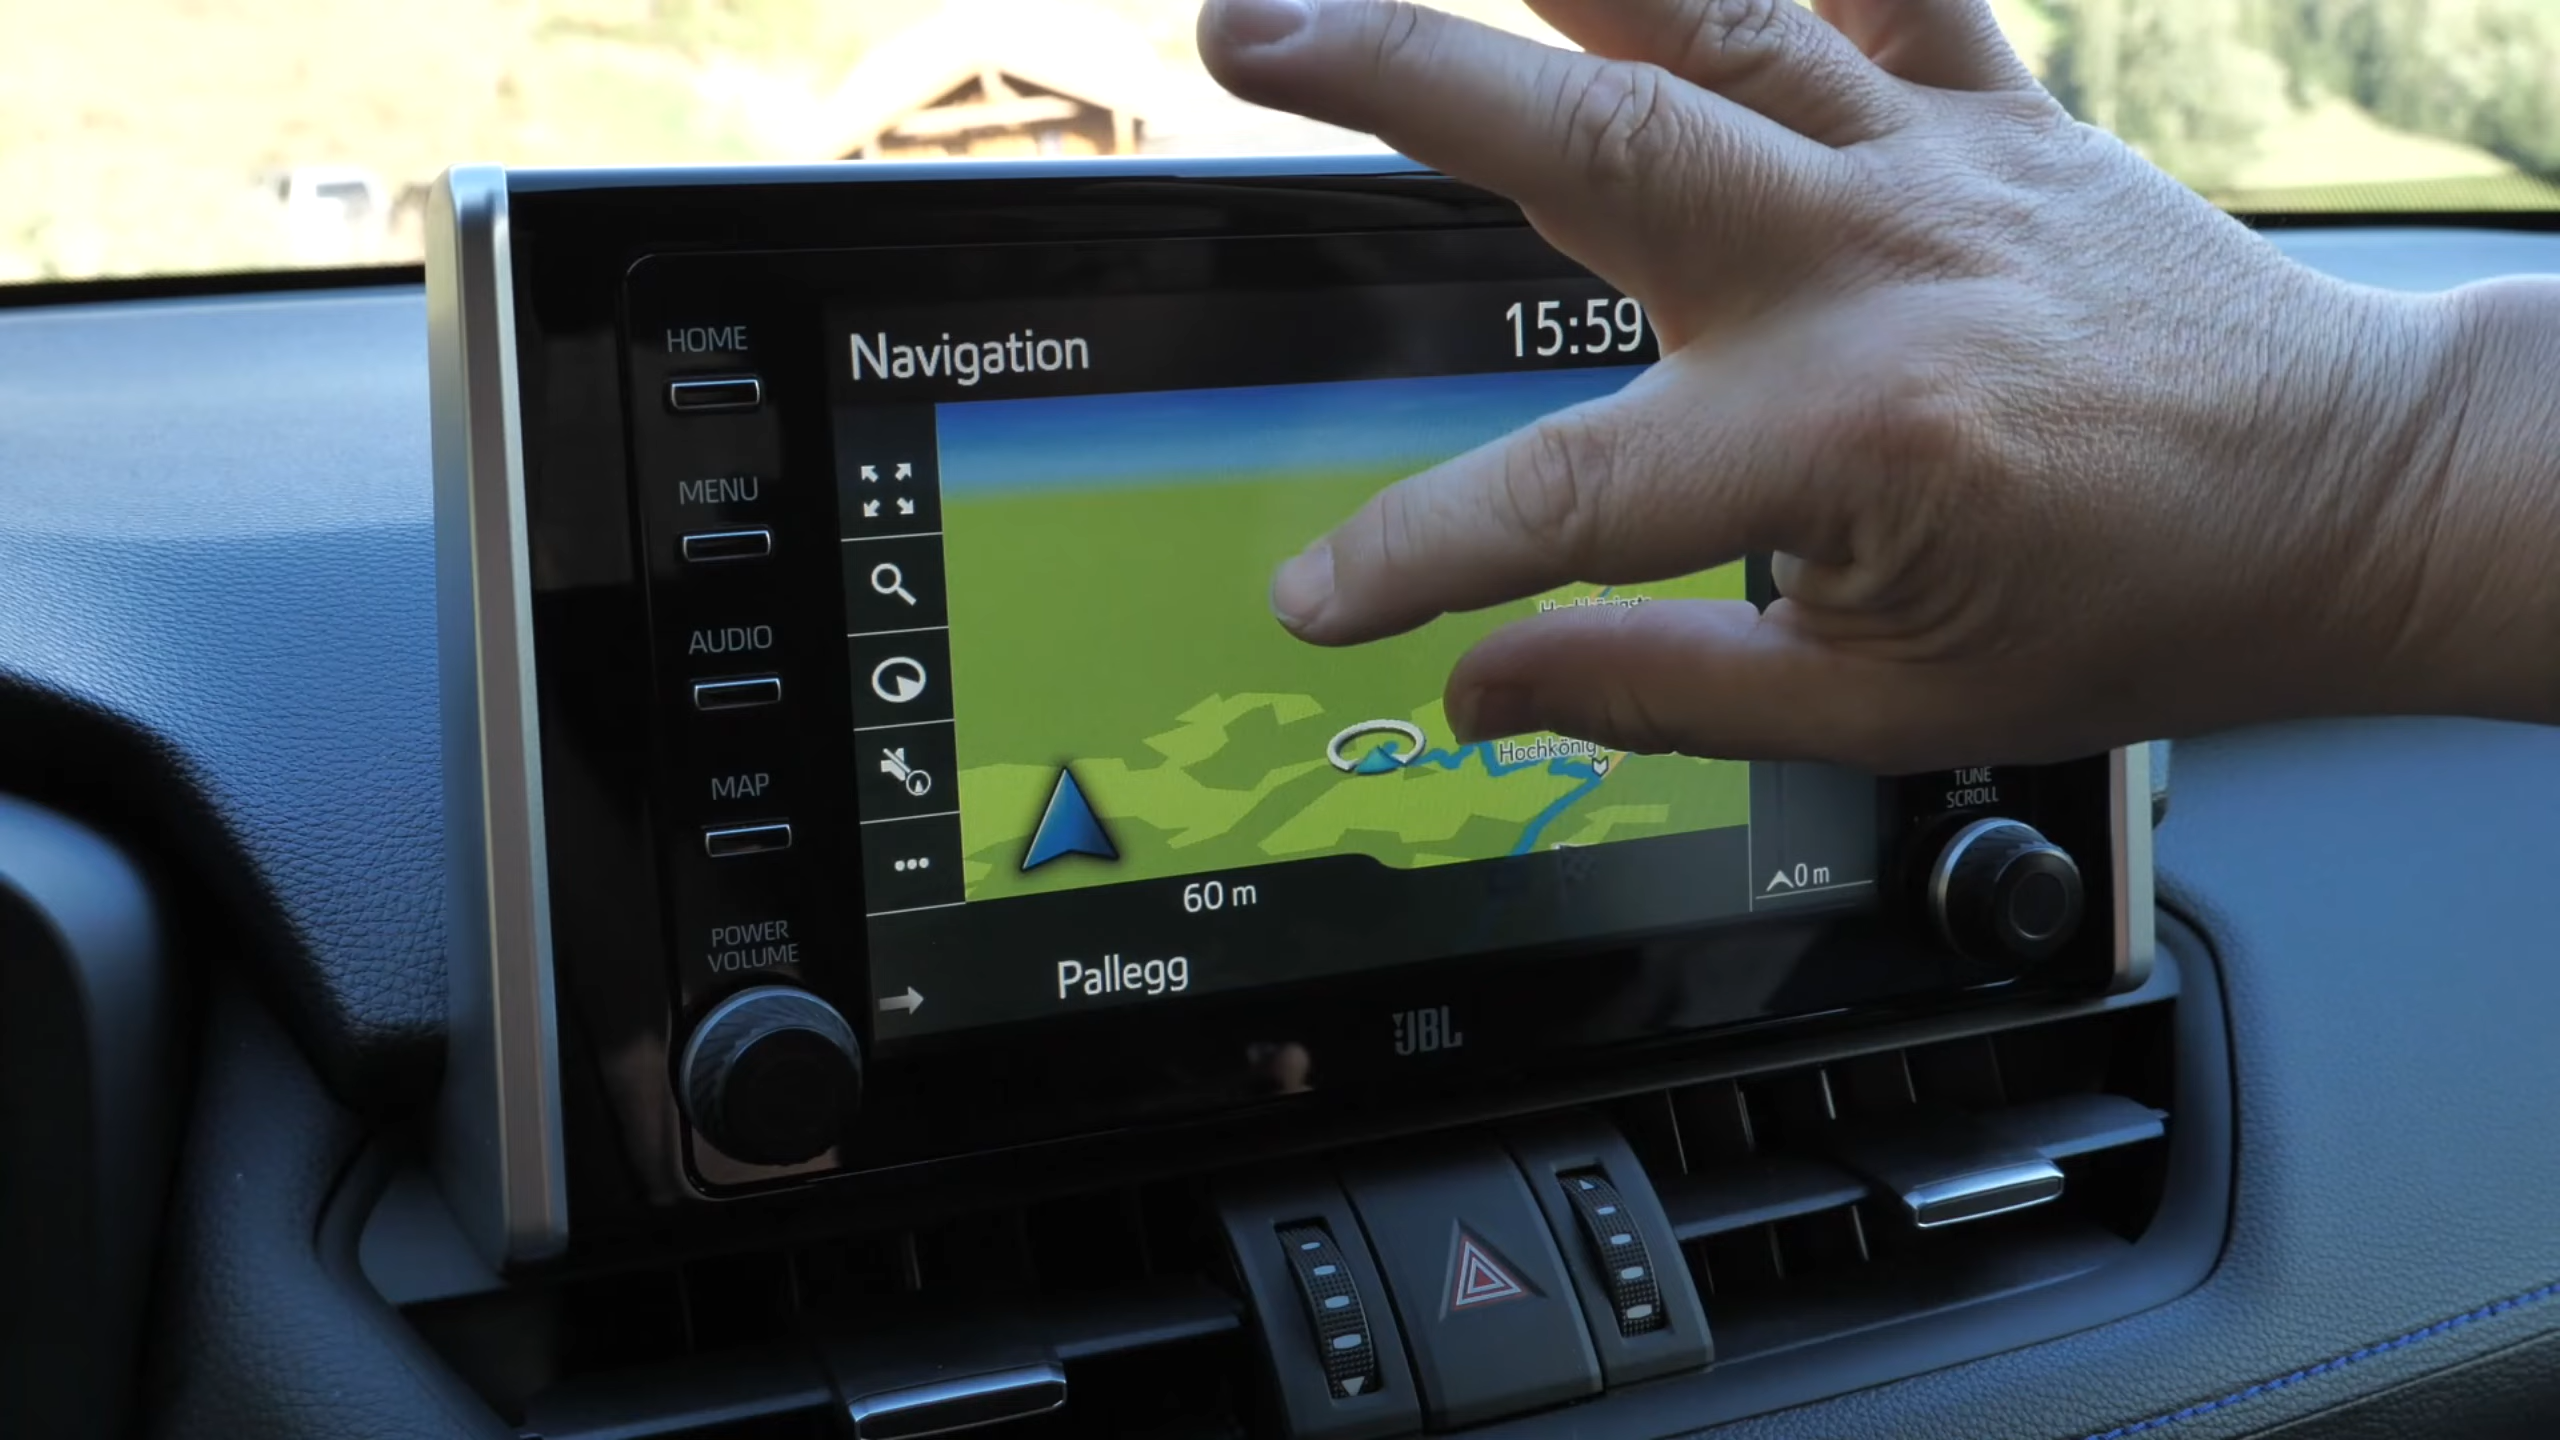 HOME
MENU
AUDIO
MAP
POWER
VOLUME
Navigation
15:59
Hochkönig
60 m
0 m
Pallegg
JBL
TUNE
SCROLL